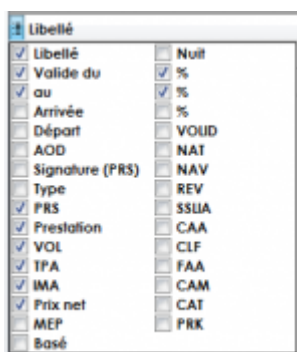 Libellé
Libellé
Valide du
au
Arrivée
Départ
AOD
Signature (PRS)
Type
PRS
Prestation
VOL
TPA
IMA
Prix net
MEP
Basé
Nuit
%
%
%
VOLID
NAT
NAV
REV
SSLIA
CAA
CLF
FAA
CAM
CAT
PRK